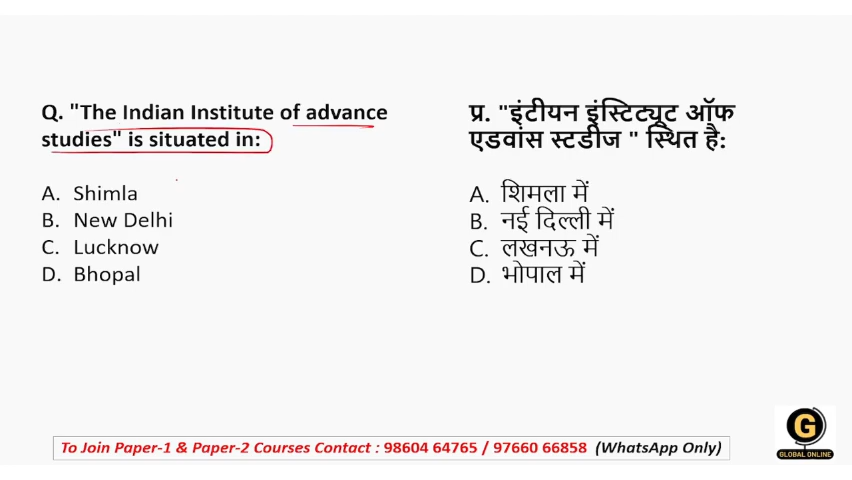 Q. "The Indian Institute of advance
studies" is situated in:
A. Shimla
B. New Delhi
C. Lucknow
D. Bhopal
प्र. "इंटीयन इंस्टिट्यूट ऑफ
एडवांस स्टडीज " स्थित है:
A. शिमला में
B. नई दिल्ली में
C. लखनऊ में
D. भोपाल में
To Join Paper-1 & Paper-2 Courses Contact : 98604 64765 / 97660 66858 (WhatsApp Only)
G
GLOBAL ONLINE